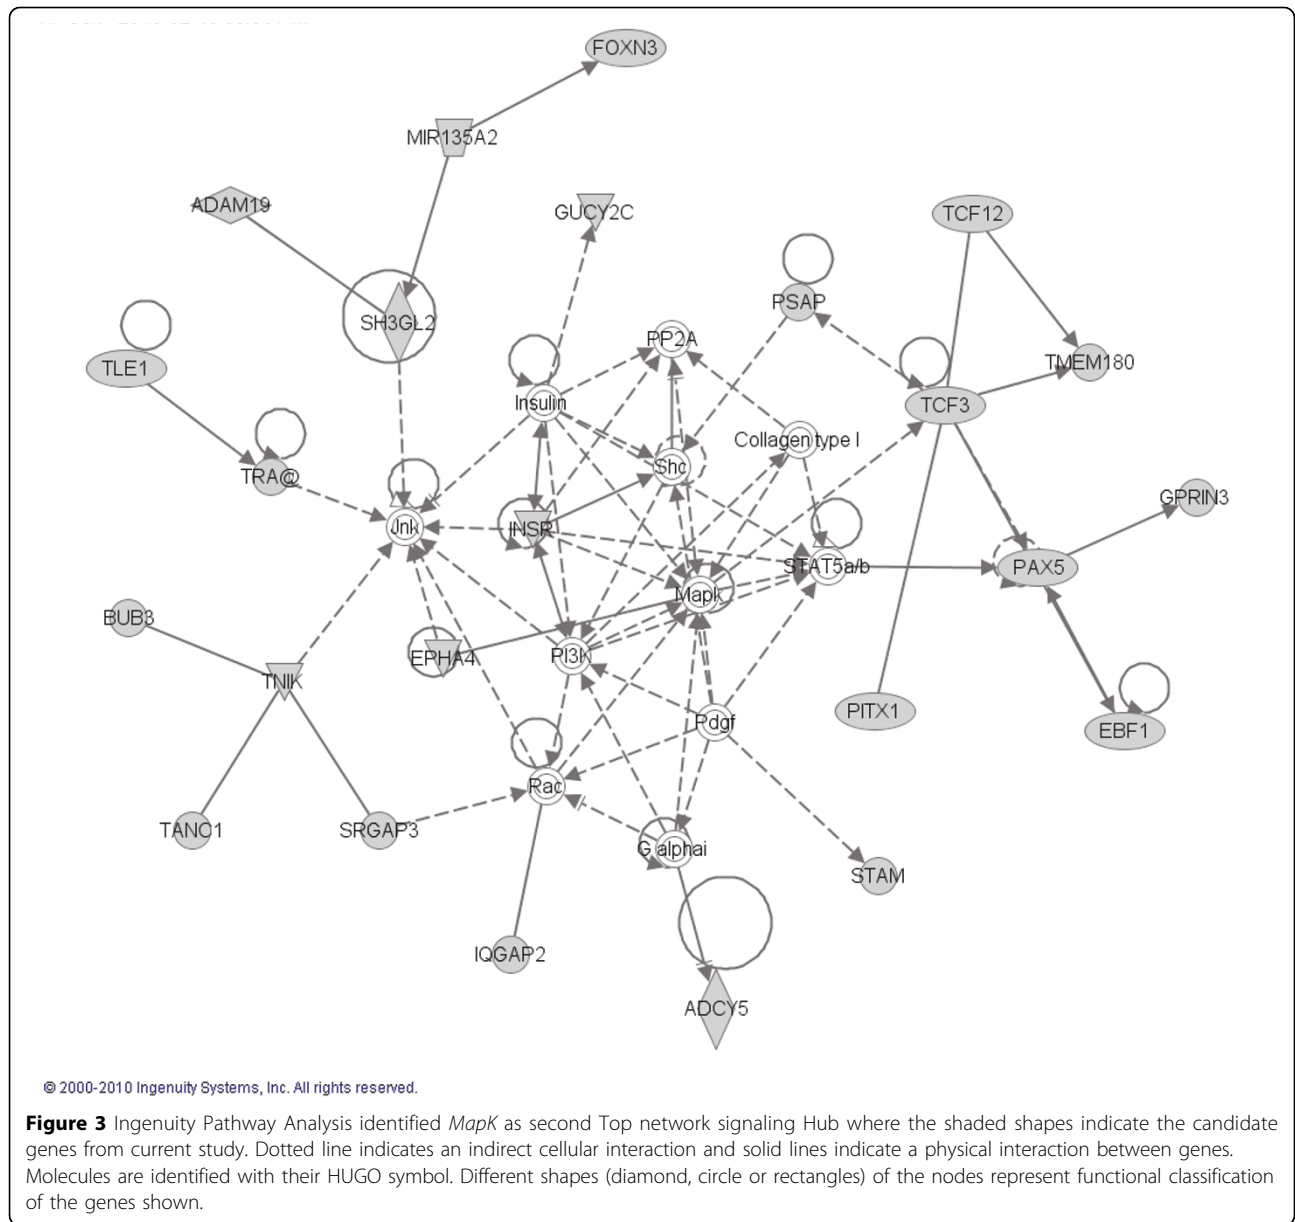 FOXN3
MIR135A2
ADAM19
GUCY2C
TCF12
PSAP
SH3GL2
PP2A
TMEM180
TLE1
Insulin
TCF3
Collagen type I
TRA@
Shc
GPRIN3
Jnk
INSR
STAT5a/b
PAX5
Mapk
BUB3
EPHA4
PI3K
TNIK
PITX1
Pdgf
EBF1
Rac
TANC1
SRGAP3
G alphai
STAM
IQGAP2
ADCY5
© 2000-2010 Ingenuity Systems, Inc. All rights reserved.
Figure 3 Ingenuity Pathway Analysis identified MapK as second Top network signaling Hub where the shaded shapes indicate the candidate
genes from current study. Dotted line indicates an indirect cellular interaction and solid lines indicate a physical interaction between genes.
Molecules are identified with their HUGO symbol. Different shapes (diamond, circle or rectangles) of the nodes represent functional classification
of the genes shown.